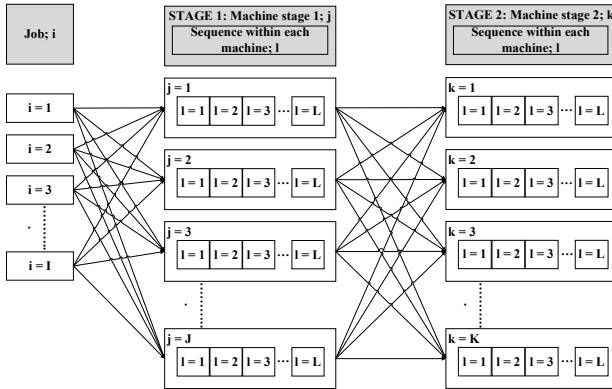 Job; i
STAGE 1: Machine stage 1; j
Sequence within each
machine; l
STAGE 2: Machine stage 2; k
Sequence within each
machine; l
i = 1
i = 2
i = 3
i = I
j = 1
l = 1 l = 2 l = 3 ··· l = L
j = 2
l = 1 l = 2 l = 3 ··· l = L
j = 3
l = 1 l = 2 l = 3 ··· l = L
j = J
l = 1 l = 2 l = 3 ··· l = L
k = 1
l = 1 l = 2 l = 3 ··· l = L
k = 2
l = 1 l = 2 l = 3 ··· l = L
k = 3
l = 1 l = 2 l = 3 ··· l = L
k = K
l = 1 l = 2 l = 3 ··· l = L